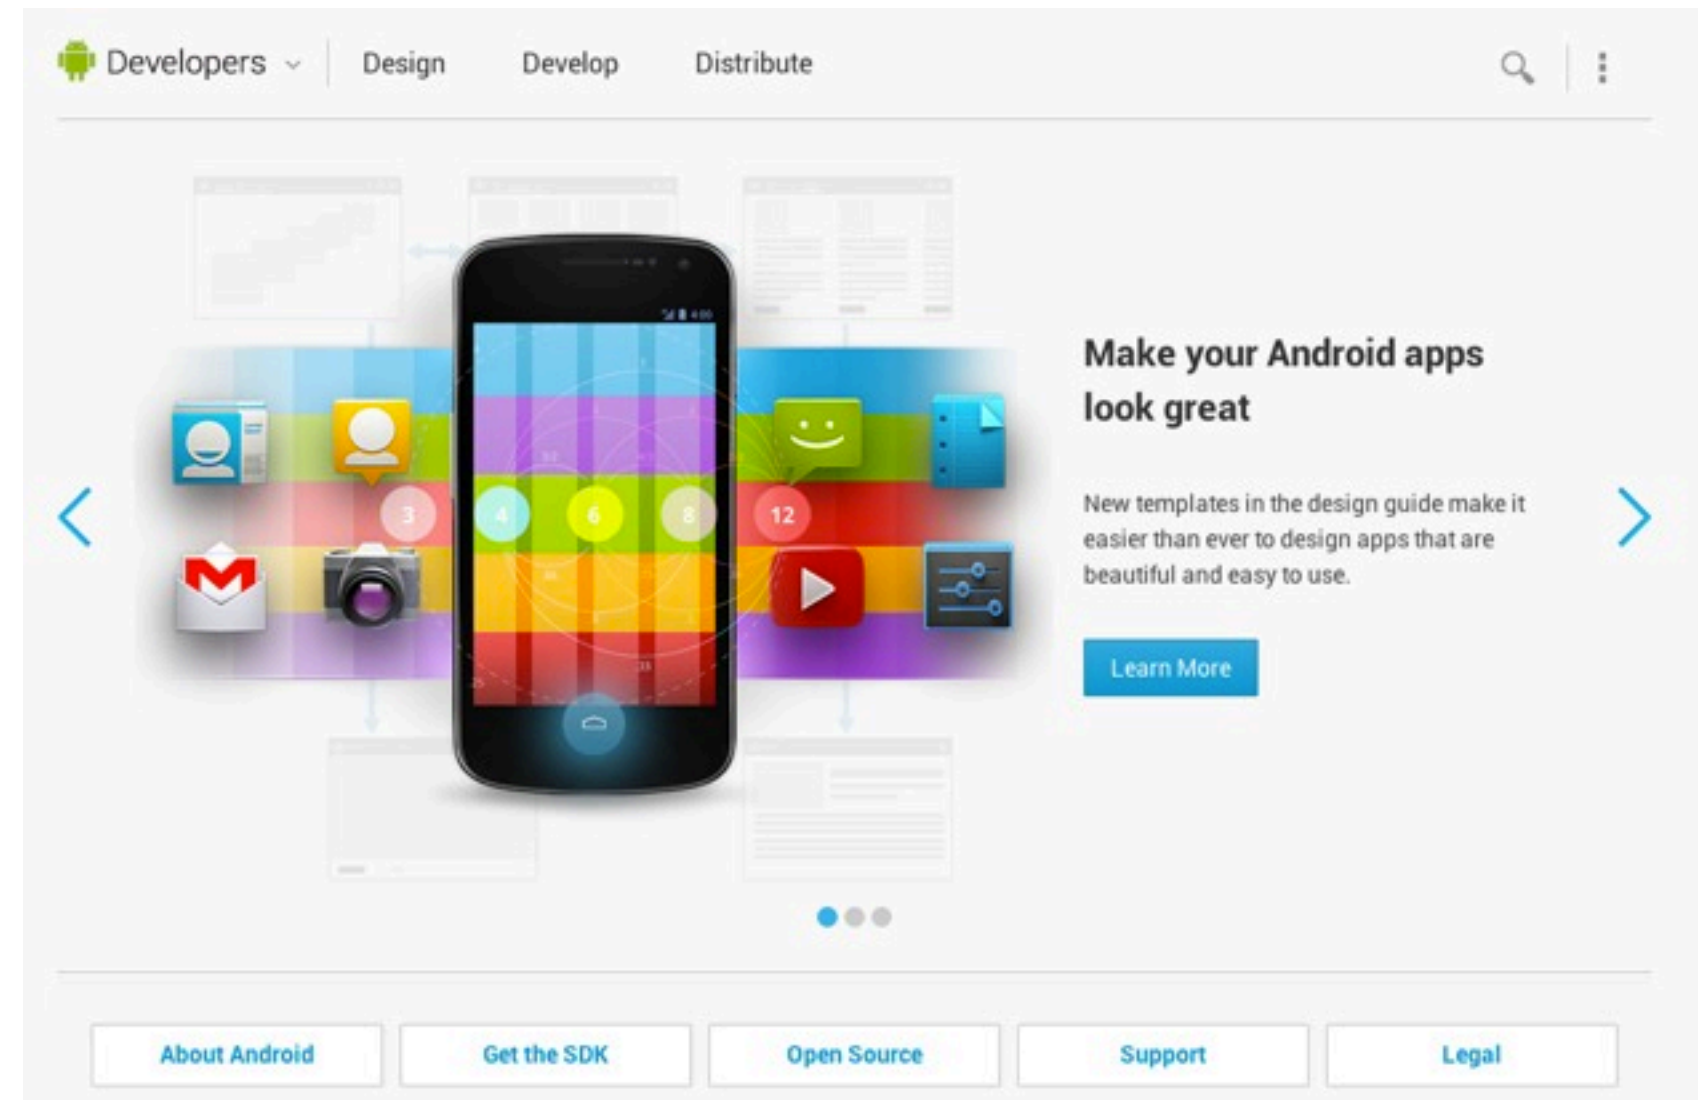 Developers
Design
Develop
Distribute
4:00
Make your Android apps
look great
New templates in the design guide make it
easier than ever to design apps that are
beautiful and easy to use.
3
4
6
8
12
Learn More
About Android
Get the SDK
Open Source
Support
Legal